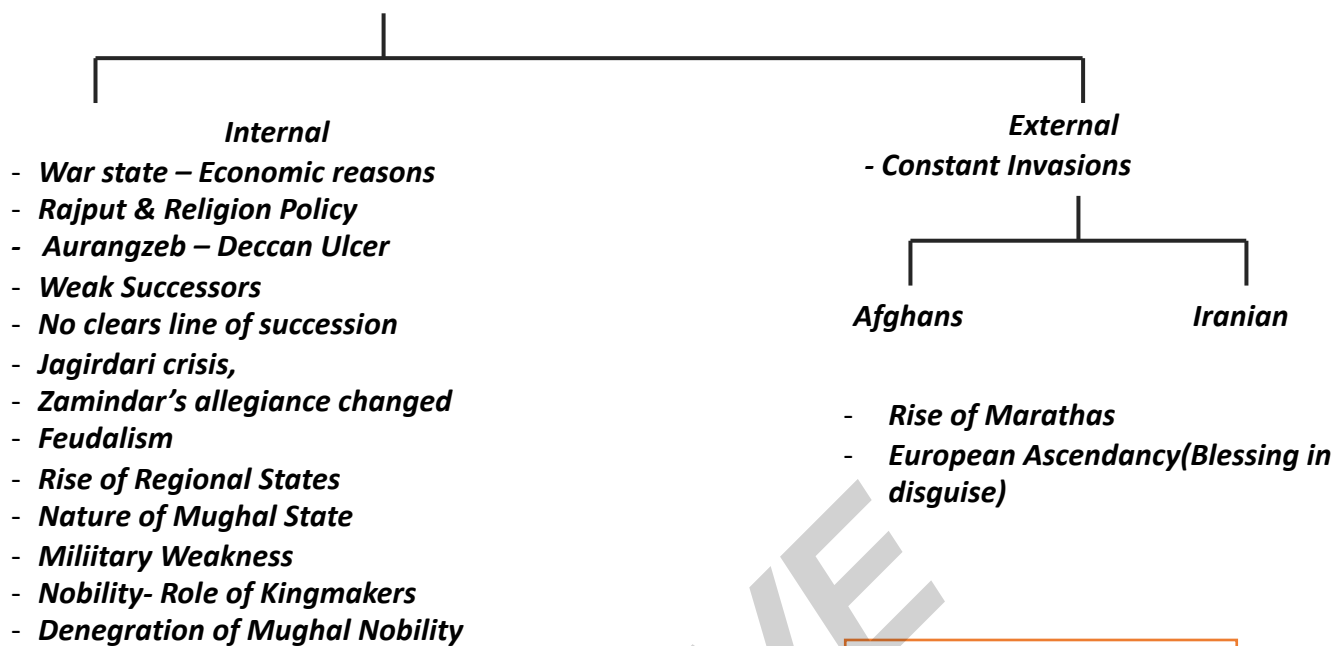 Internal
- War state – Economic reasons
- Rajput & Religion Policy
- Aurangzeb – Deccan Ulcer
- Weak Successors
- No clears line of succession
- Jagirdari crisis,
- Zamindar's allegiance changed
- Feudalism
- Rise of Regional States
- Nature of Mughal State
- Miliitary Weakness
- Nobility- Role of Kingmakers
- Denegration of Mughal Nobility
External
- Constant Invasions
Afghans
Iranian
- Rise of Marathas
- European Ascendancy(Blessing in
disguise)